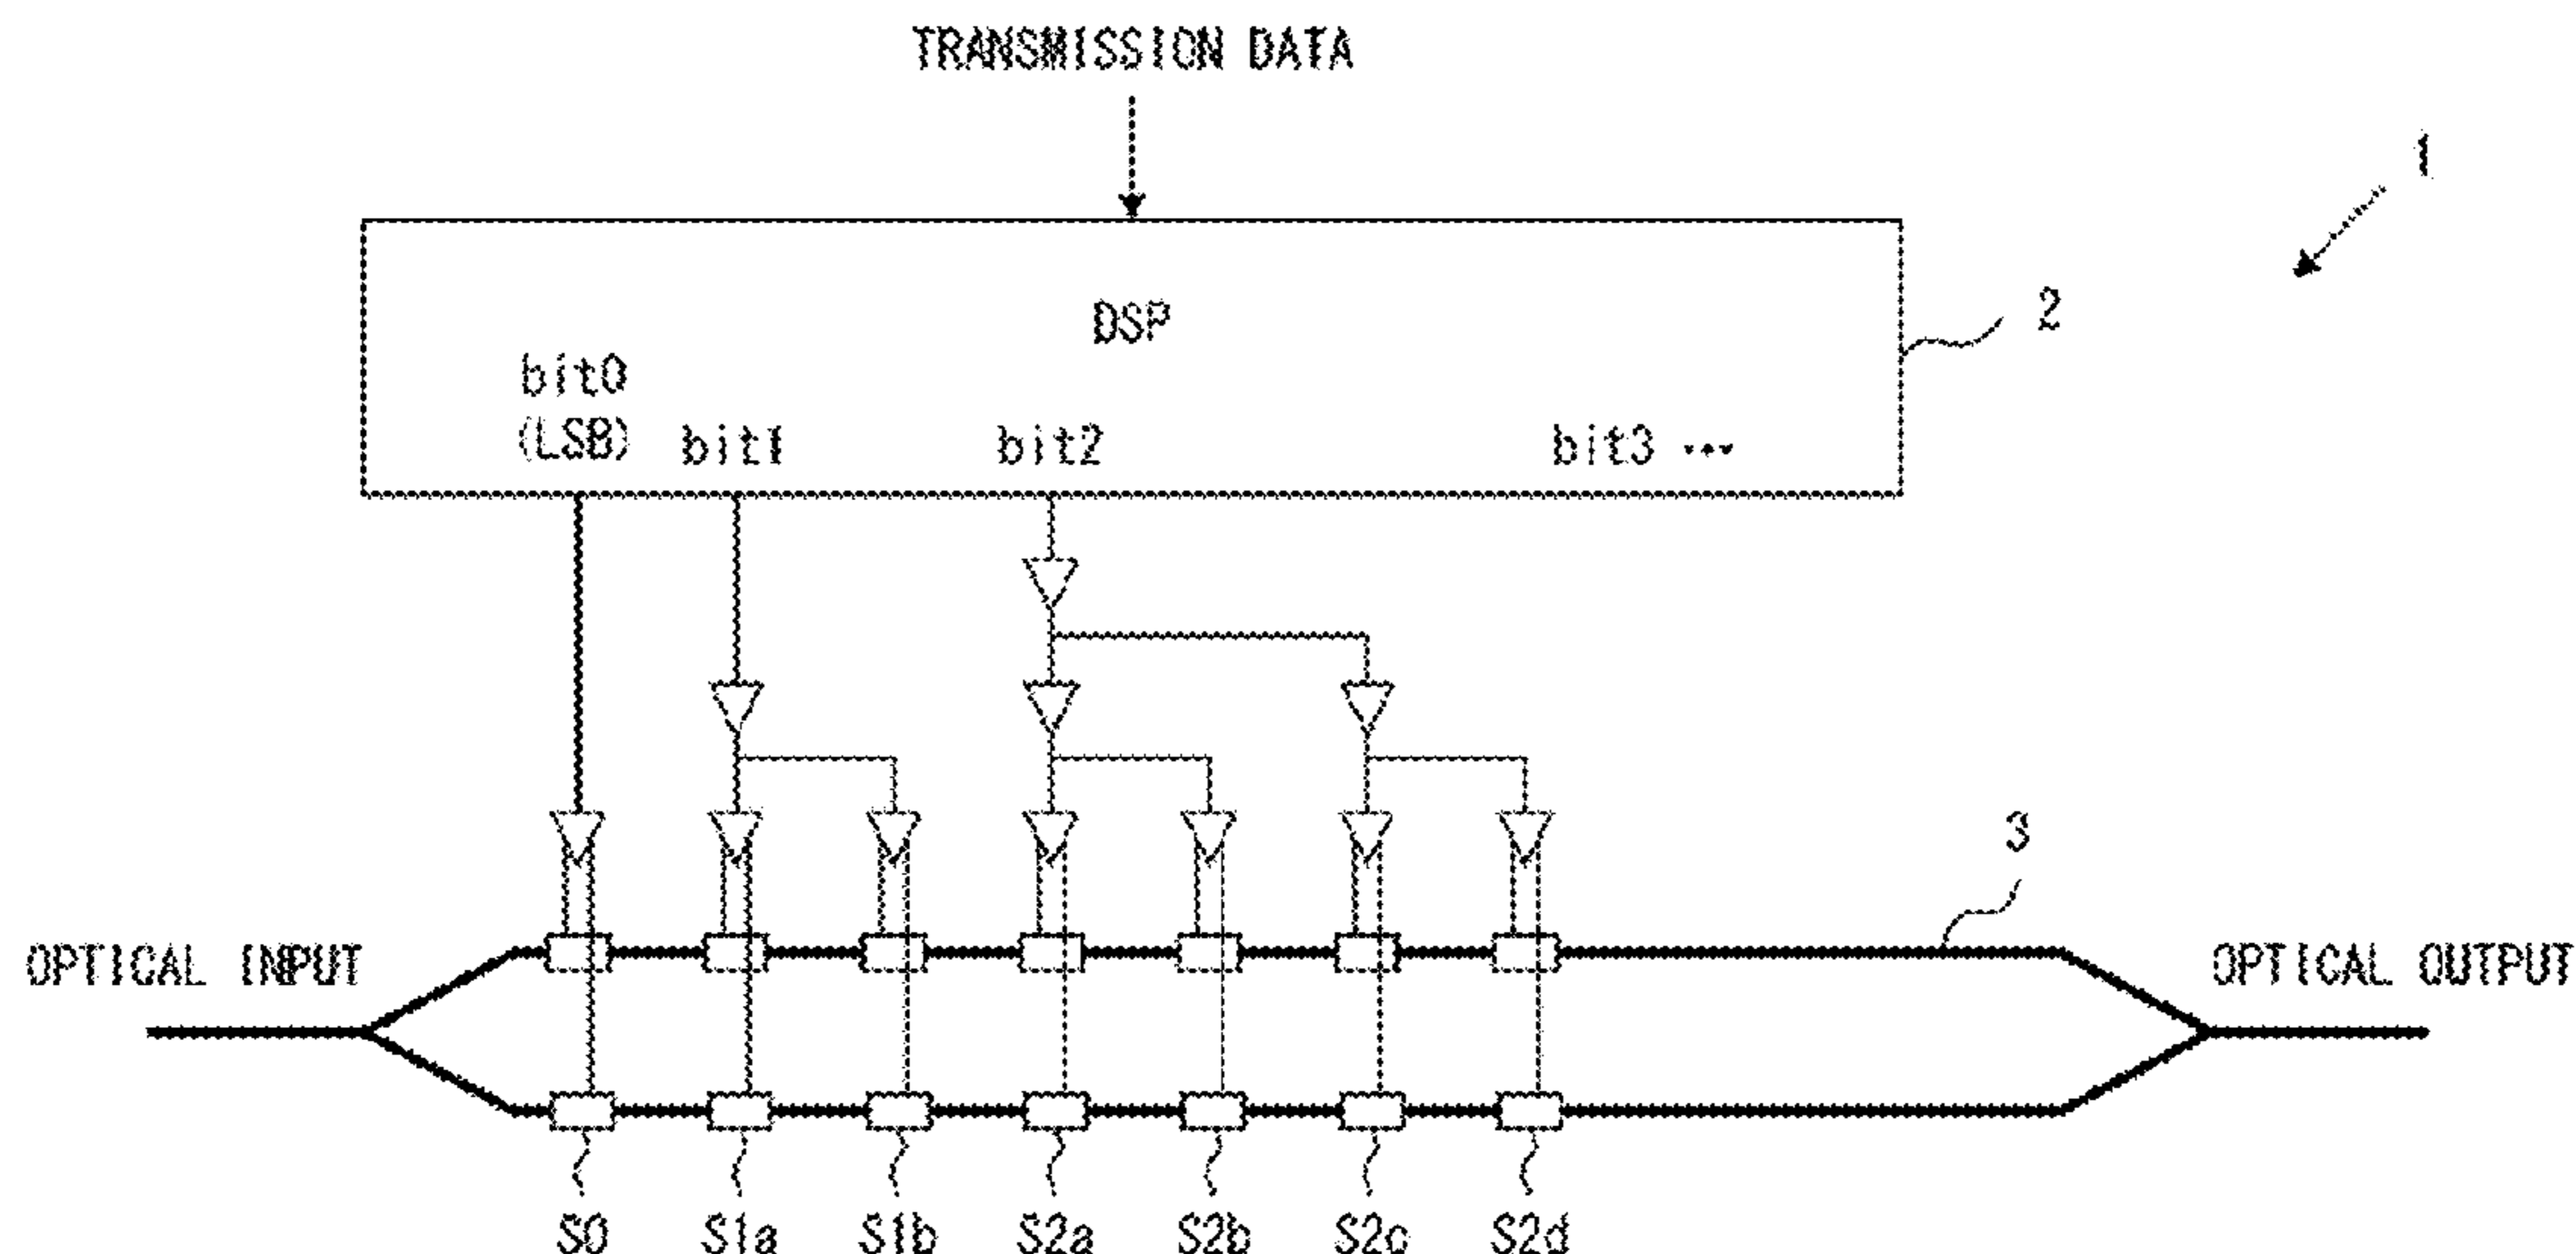 TRANSMISSION DATA
1
DSP
2
bit0
(LSB) bit1 bit2 bit3 ...
3
OPTICAL INPUT OPTICAL OUTPUT
S0 S1a S1b S2a S2b S2c S2d